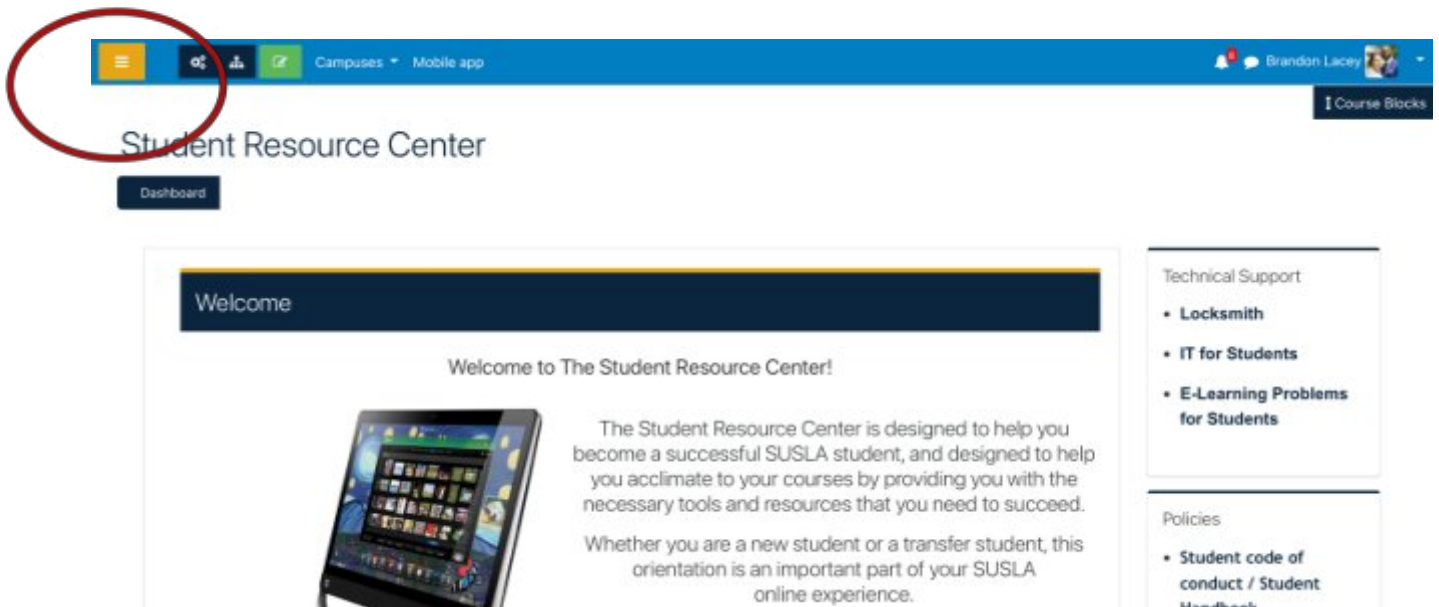 Campuses Mobile app
Brandon Lacey
Course Blocks
Student Resource Center
Dashboard
Welcome
Welcome to The Student Resource Center!
The Student Resource Center is designed to help you
become a successful SUSLA student, and designed to help
you acclimate to your courses by providing you with the
necessary tools and resources that you need to succeed.
Whether you are a new student or a transfer student, this
orientation is an important part of your SUSLA
online experience.
Technical Support
• Locksmith
• IT for Students
• E-Learning Problems
for Students
Policies
• Student code of
conduct / Student
Handbook